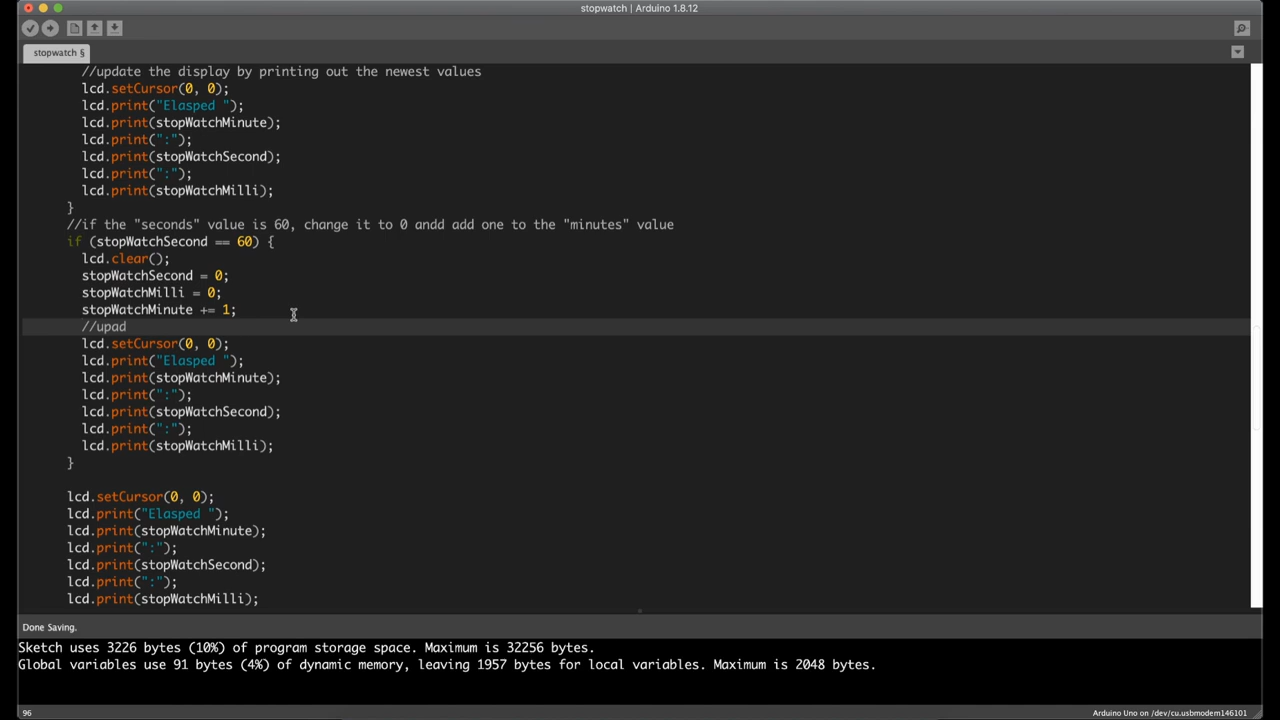 stopwatch | Arduino 1.8.12
stopwatch §
//update the display by printing out the newest values
lcd.setCursor(0, 0);
lcd.print("Elasped ");
lcd.print(stopWatchMinute);
lcd.print(":");
lcd.print(stopWatchSecond);
lcd.print(":");
lcd.print(stopWatchMilli);
}
//if the "seconds" value is 60, change it to 0 andd add one to the "minutes" value
if (stopWatchSecond == 60) {
lcd.clear();
stopWatchSecond = 0;
stopWatchMilli = 0;
stopWatchMinute += 1;
//upad
lcd.setCursor(0, 0);
lcd.print("Elasped ");
lcd.print(stopWatchMinute);
lcd.print(":");
lcd.print(stopWatchSecond);
lcd.print(":");
lcd.print(stopWatchMilli);
}
lcd.setCursor(0, 0);
lcd.print("Elasped ");
lcd.print(stopWatchMinute);
lcd.print(":");
lcd.print(stopWatchSecond);
lcd.print(":");
lcd.print(stopWatchMilli);
Done Saving.
Sketch uses 3226 bytes (10%) of program storage space. Maximum is 32256 bytes.
Global variables use 91 bytes (4%) of dynamic memory, leaving 1957 bytes for local variables. Maximum is 2048 bytes.
96 Arduino Uno on /dev/cu.usbmodem146101